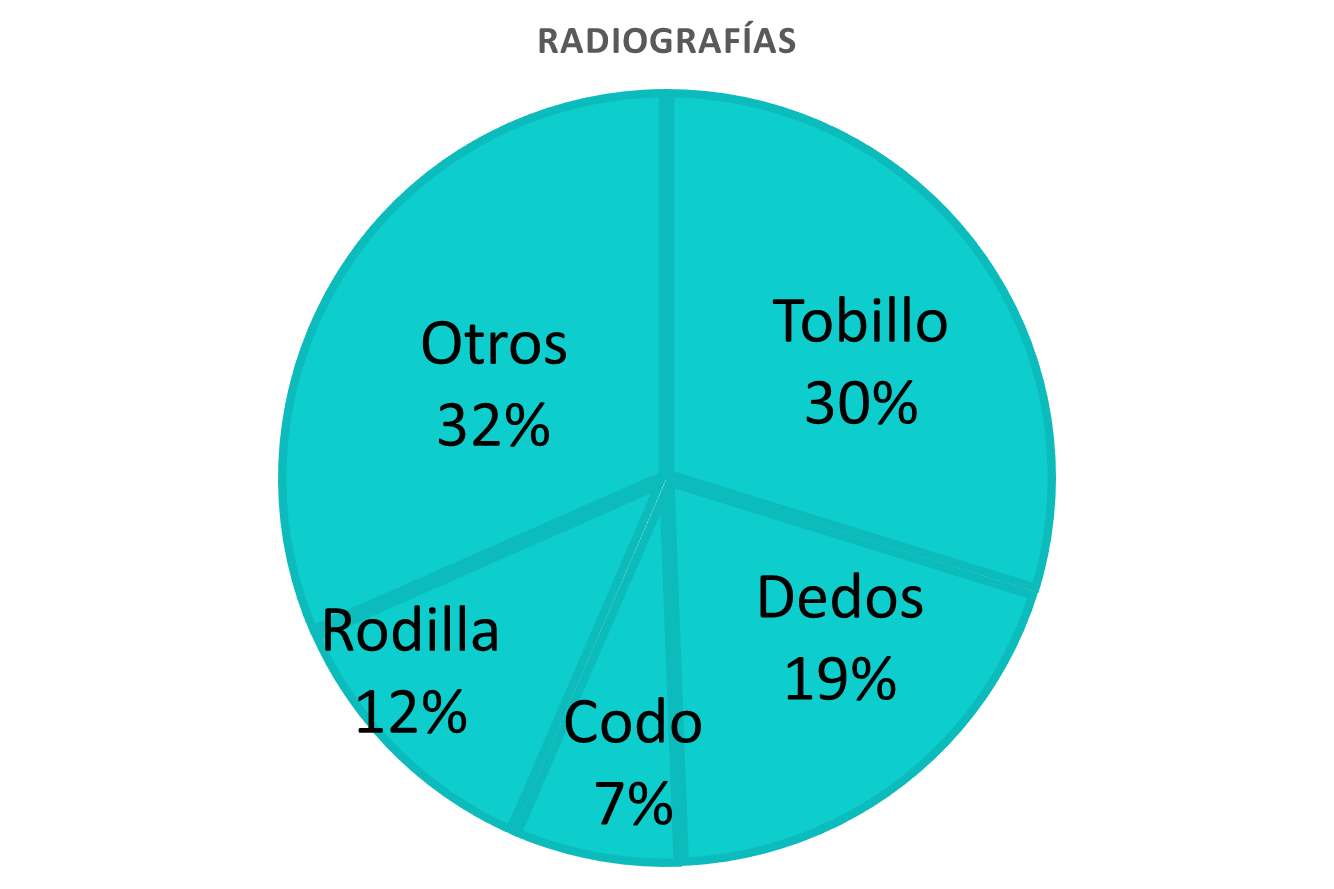 RADIOGRAFÍAS
Tobillo
30%
Dedos
19%
Codo
7%
Rodilla
12%
Otros
32%